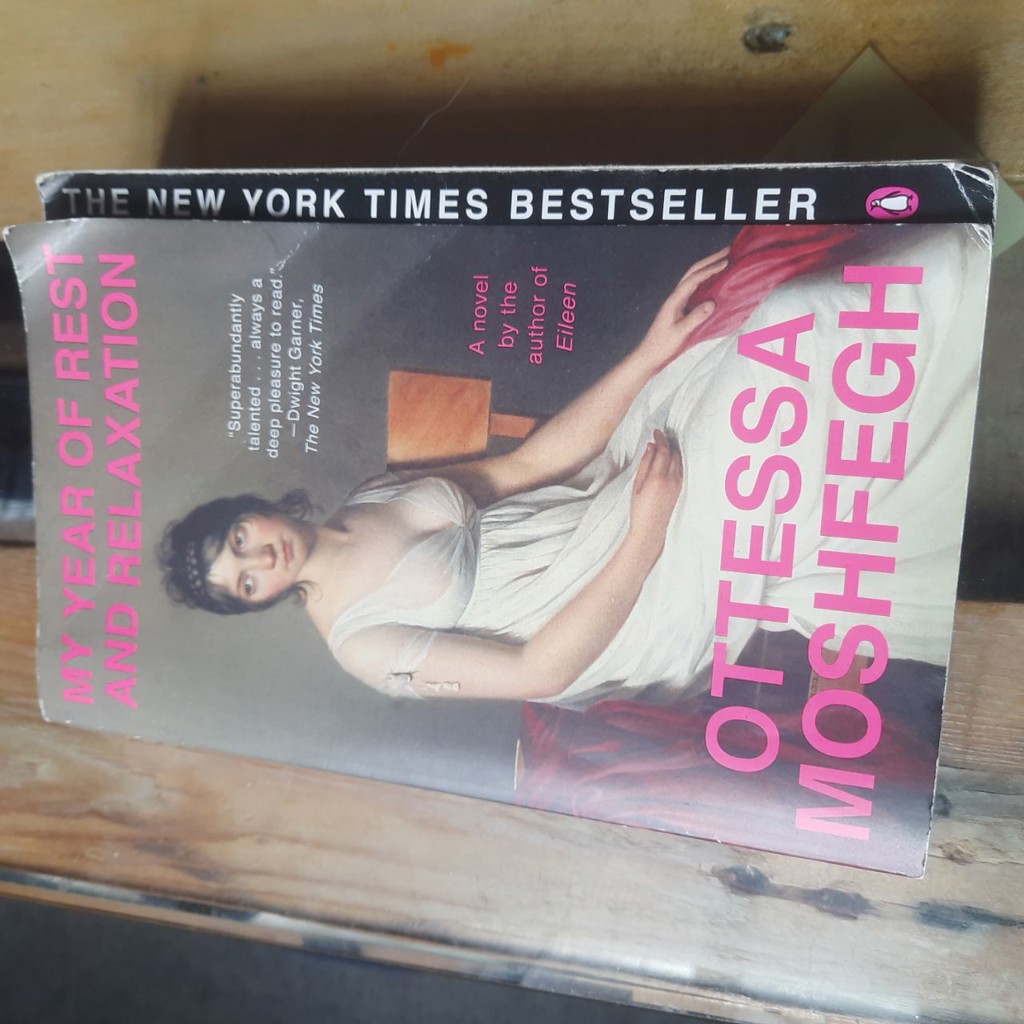 THE NEW YORK TIMES BESTSELLER
MY YEAR OF REST
AND RELAXATION
"Superabundantly
talented . . . always a
deep pleasure to read."
—Dwight Garner,
The New York Times
A novel
by the
author of
Eileen
OTTESSA
MOSHFEGH